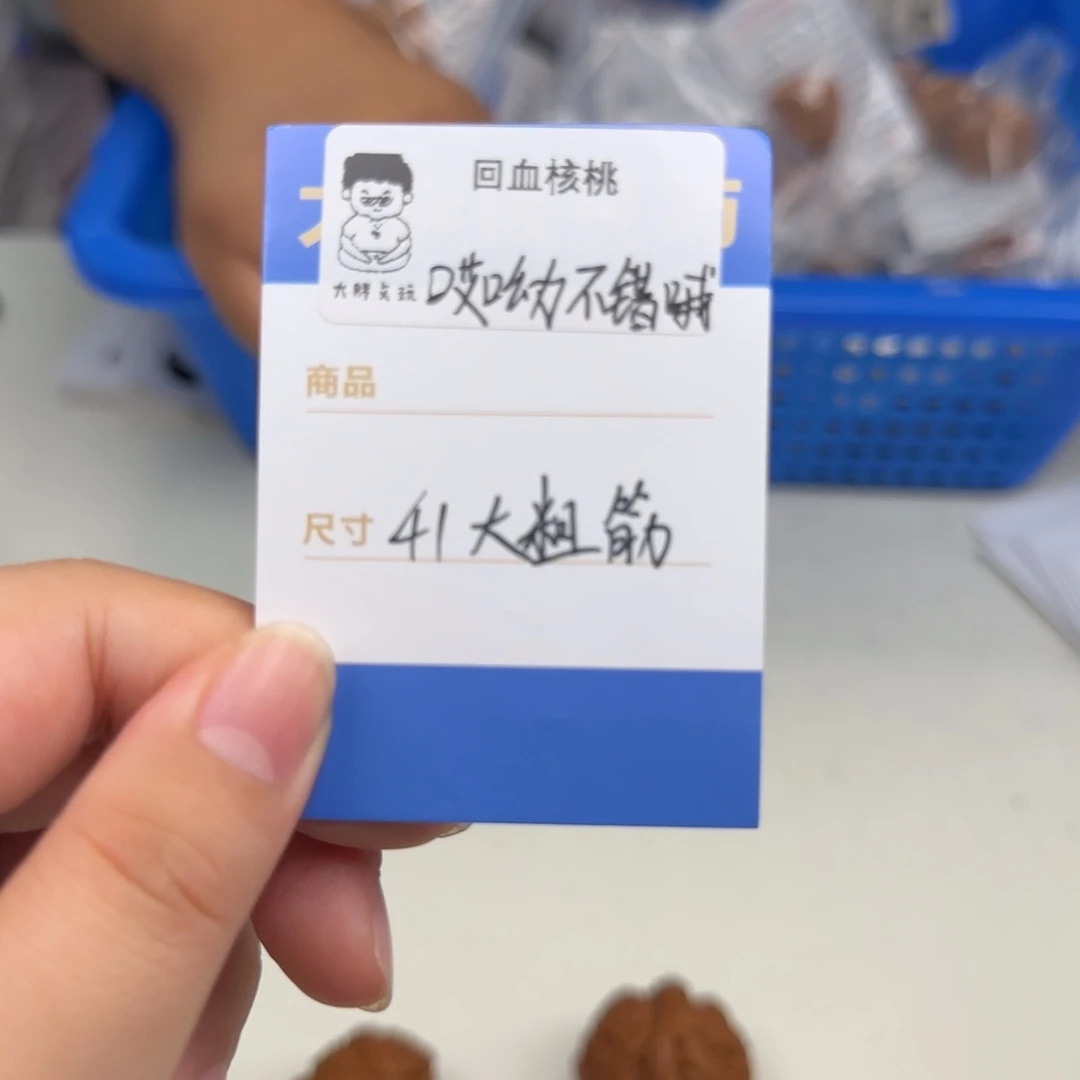 回血核桃
大胖文玩
哎呦不错哦
商品
尺寸 41大粗筋